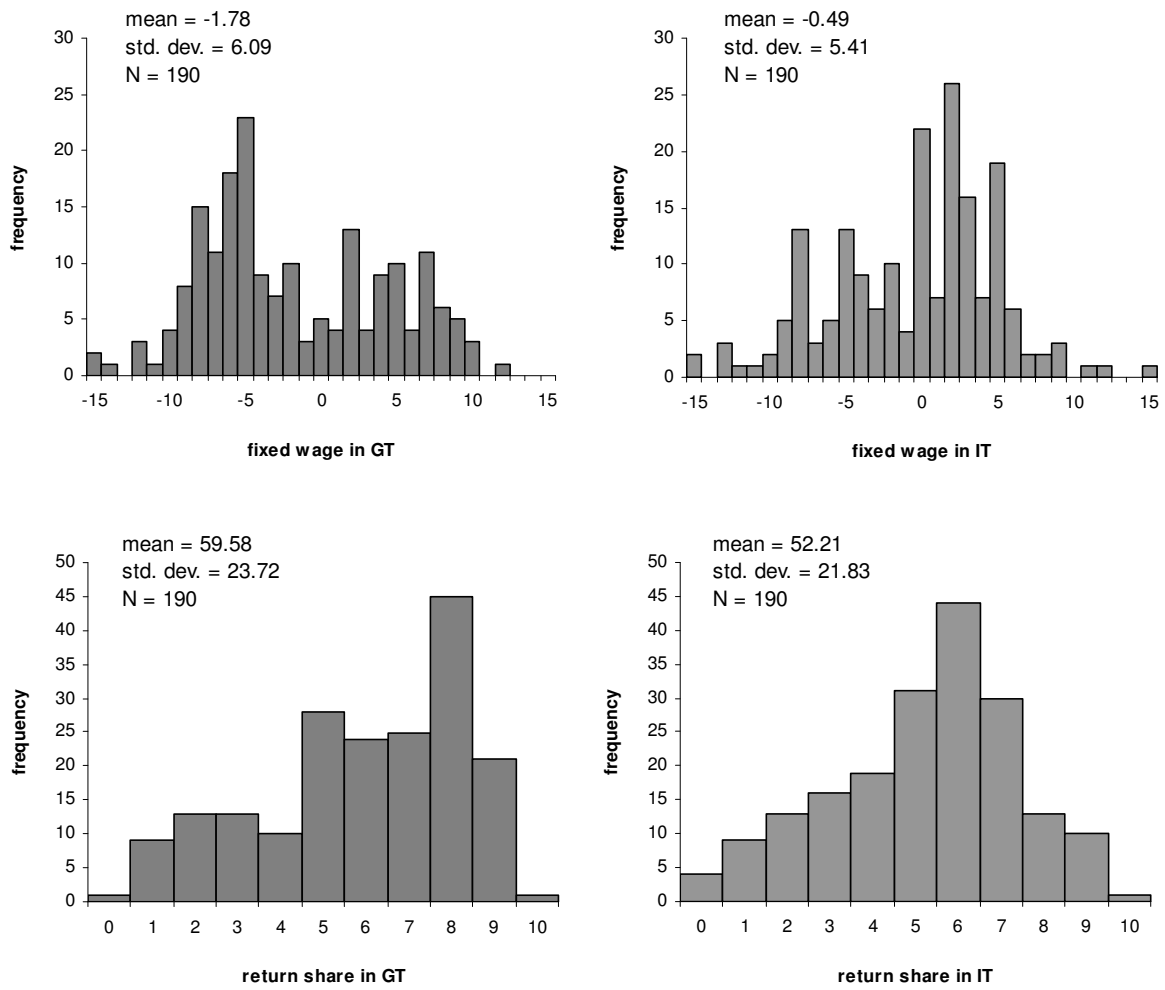 mean = -1.78
std. dev. = 6.09
N = 190
30
25
20
15
10
5
0
frequency
-15 -10 -5 0 5 10 15
fixed wage in GT
mean = -0.49
std. dev. = 5.41
N = 190
30
25
20
15
10
5
0
frequency
-15 -10 -5 0 5 10 15
fixed wage in IT
mean = 59.58
std. dev. = 23.72
N = 190
50
45
40
35
30
25
20
15
10
5
0
frequency
0 1 2 3 4 5 6 7 8 9 10
return share in GT
mean = 52.21
std. dev. = 21.83
N = 190
50
45
40
35
30
25
20
15
10
5
0
frequency
0 1 2 3 4 5 6 7 8 9 10
return share in IT